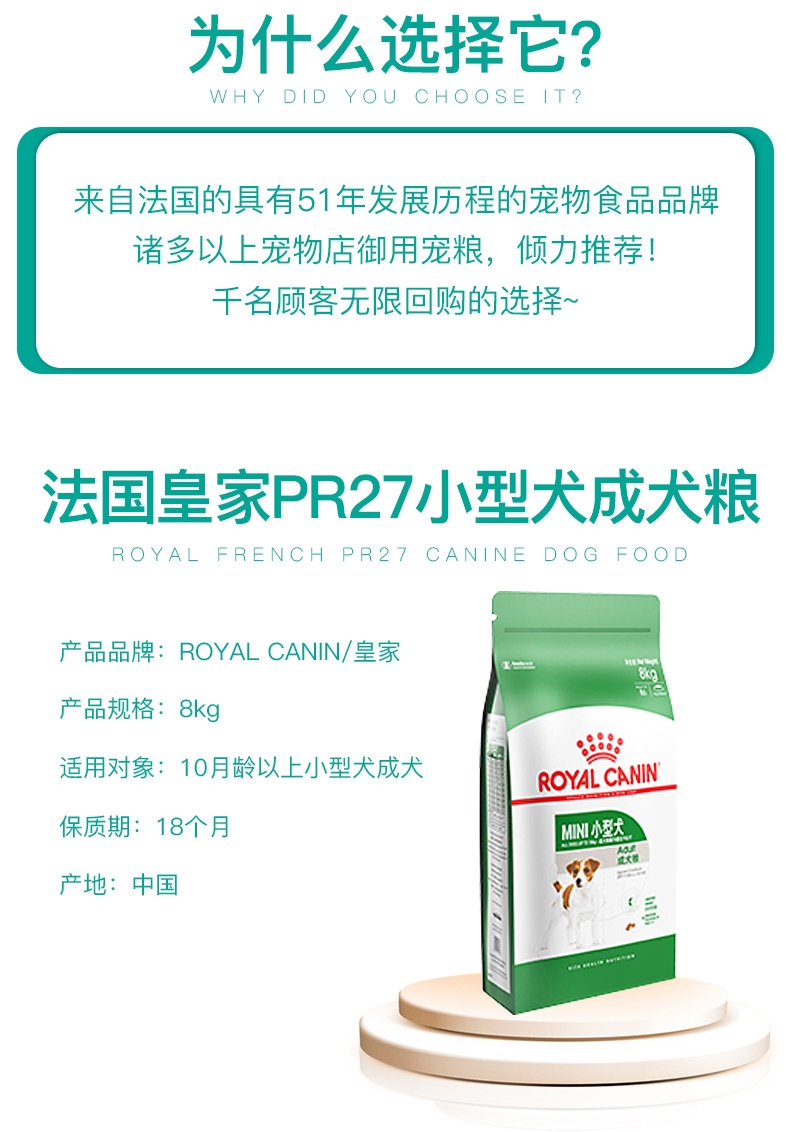 为什么选择它？
WHY DID YOU CHOOSE IT?
来自法国的具有51年发展历程的宠物食品品牌
诸多以上宠物店御用宠粮，倾力推荐！
千名顾客无限回购的选择~
法国皇家PR27小型犬成犬粮
ROYAL FRENCH PR27 CANINE DOG FOOD
产品品牌：ROYAL CANIN/皇家
产品规格：8kg
适用对象：10月龄以上小型犬成犬
保质期：18个月
产地：中国
8kg
ROYAL CANIN
MINI 小型犬
Adult
成犬粮
SIZE HEALTH NUTRITION